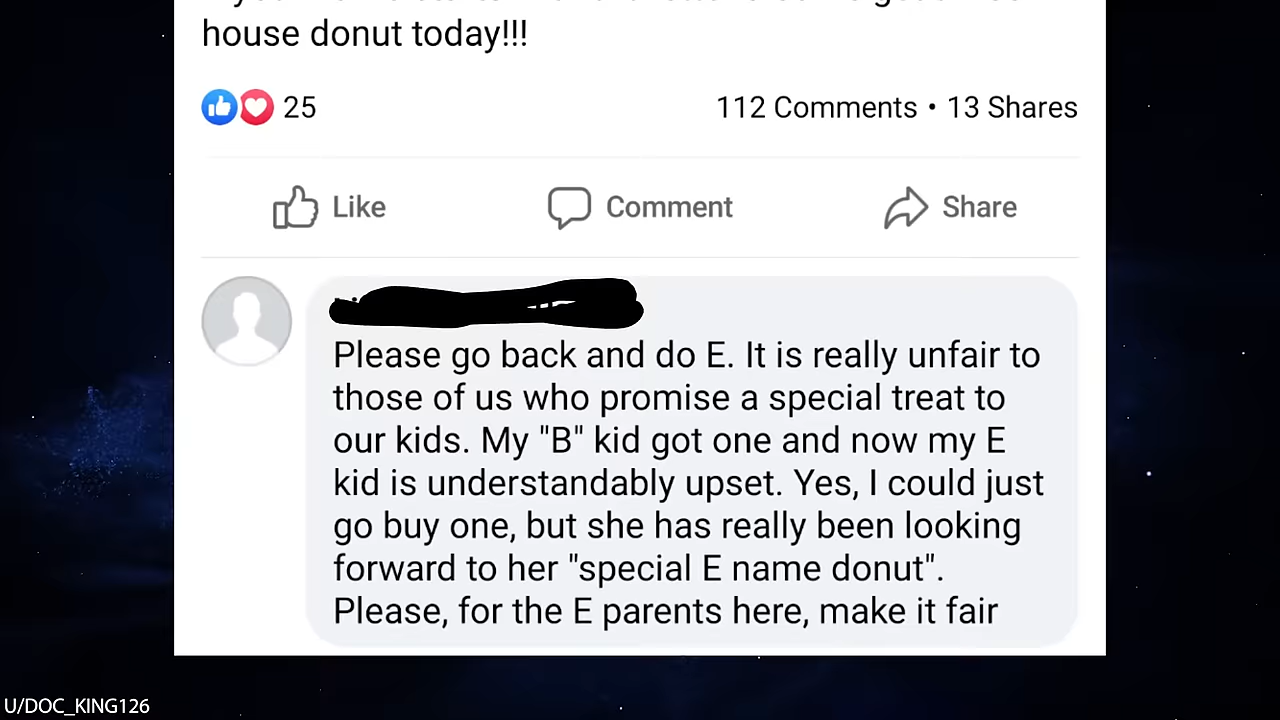 house donut today!!!
25
112 Comments • 13 Shares
Like
Comment
Share
Please go back and do E. It is really unfair to
those of us who promise a special treat to
our kids. My "B" kid got one and now my E
kid is understandably upset. Yes, I could just
go buy one, but she has really been looking
forward to her "special E name donut".
Please, for the E parents here, make it fair
U/DOC_KING126